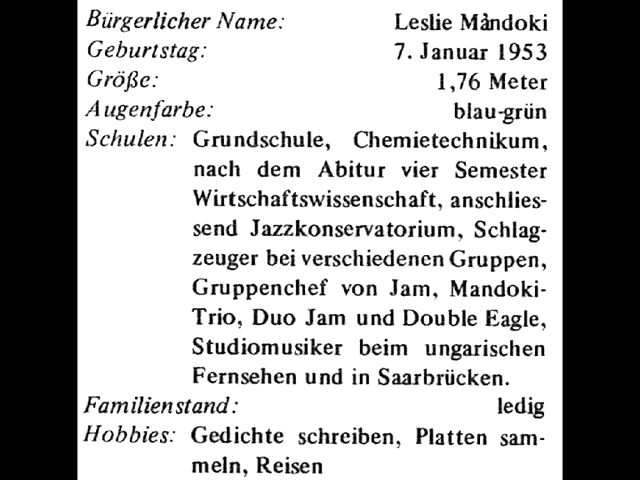 Bürgerlicher Name: Leslie Måndoki
Geburtstag: 7. Januar 1953
Größe: 1,76 Meter
Augenfarbe: blau-grün
Schulen: Grundschule, Chemietechnikum,
nach dem Abitur vier Semester
Wirtschaftswissenschaft, anschlies-
send Jazzkonservatorium, Schlag-
zeuger bei verschiedenen Gruppen,
Gruppenchef von Jam, Mandoki-
Trio, Duo Jam und Double Eagle,
Studiomusiker beim ungarischen
Fernsehen und in Saarbrücken.
Familienstand: ledig
Hobbies: Gedichte schreiben, Platten sam-
meln, Reisen